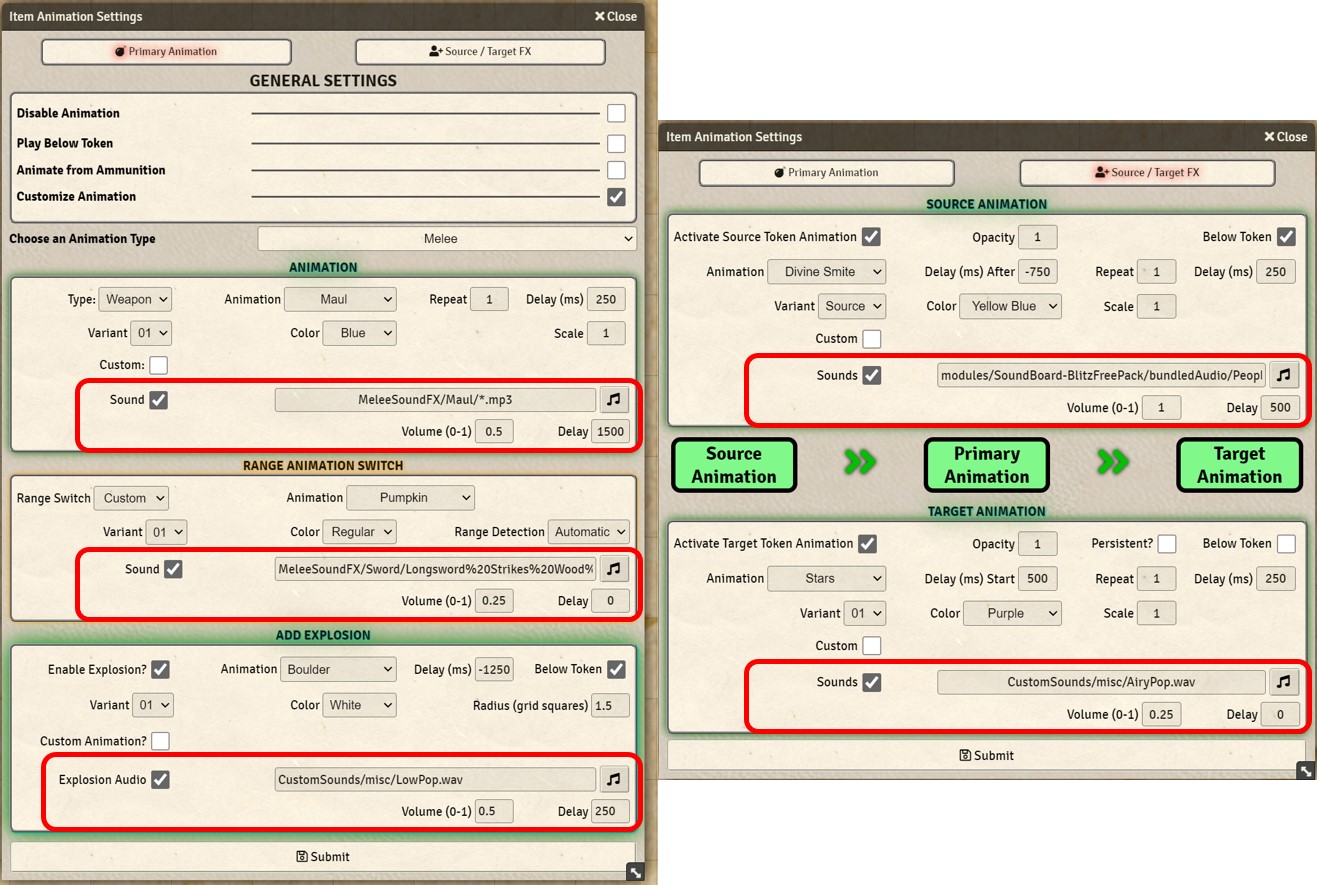 Item Animation Settings
Close
Primary Animation
Source / Target FX
GENERAL SETTINGS
Disable Animation
Play Below Token
Animate from Ammunition
Customize Animation
Choose an Animation Type Melee
ANIMATION
Type: Weapon Animation Maul Repeat 1 Delay (ms) 250
Variant 01 Color Blue Scale 1
Custom:
Sound MeleeSoundFX/Maul/*.mp3
Volume (0-1) 0.5 Delay 1500
RANGE ANIMATION SWITCH
Range Switch Custom Animation Pumpkin
Variant 01 Color Regular Range Detection Automatic
Sound MeleeSoundFX/Sword/Longsword%20Strikes%20Wood%
Volume (0-1) 0.25 Delay 0
ADD EXPLOSION
Enable Explosion? Animation Boulder Delay (ms) -1250 Below Token
Variant 01 Color White Radius (grid squares) 1.5
Custom Animation?
Explosion Audio CustomSounds/misc/LowPop.wav
Volume (0-1) 0.5 Delay 250
Submit
Item Animation Settings
Close
Primary Animation
Source / Target FX
SOURCE ANIMATION
Activate Source Token Animation Opacity 1 Below Token
Animation Divine Smite Delay (ms) After -750 Repeat 1 Delay (ms) 250
Variant Source Color Yellow Blue Scale 1
Custom
Sounds modules/SoundBoard-BlitzFreePack/bundledAudio/Peopl
Volume (0-1) 1 Delay 500
Source Animation
Primary Animation
Target Animation
TARGET ANIMATION
Activate Target Token Animation Opacity 1 Persistent? Below Token
Animation Stars Delay (ms) Start 500 Repeat 1 Delay (ms) 250
Variant 01 Color Purple Scale 1
Custom
Sounds CustomSounds/misc/AiryPop.wav
Volume (0-1) 0.25 Delay 0
Submit